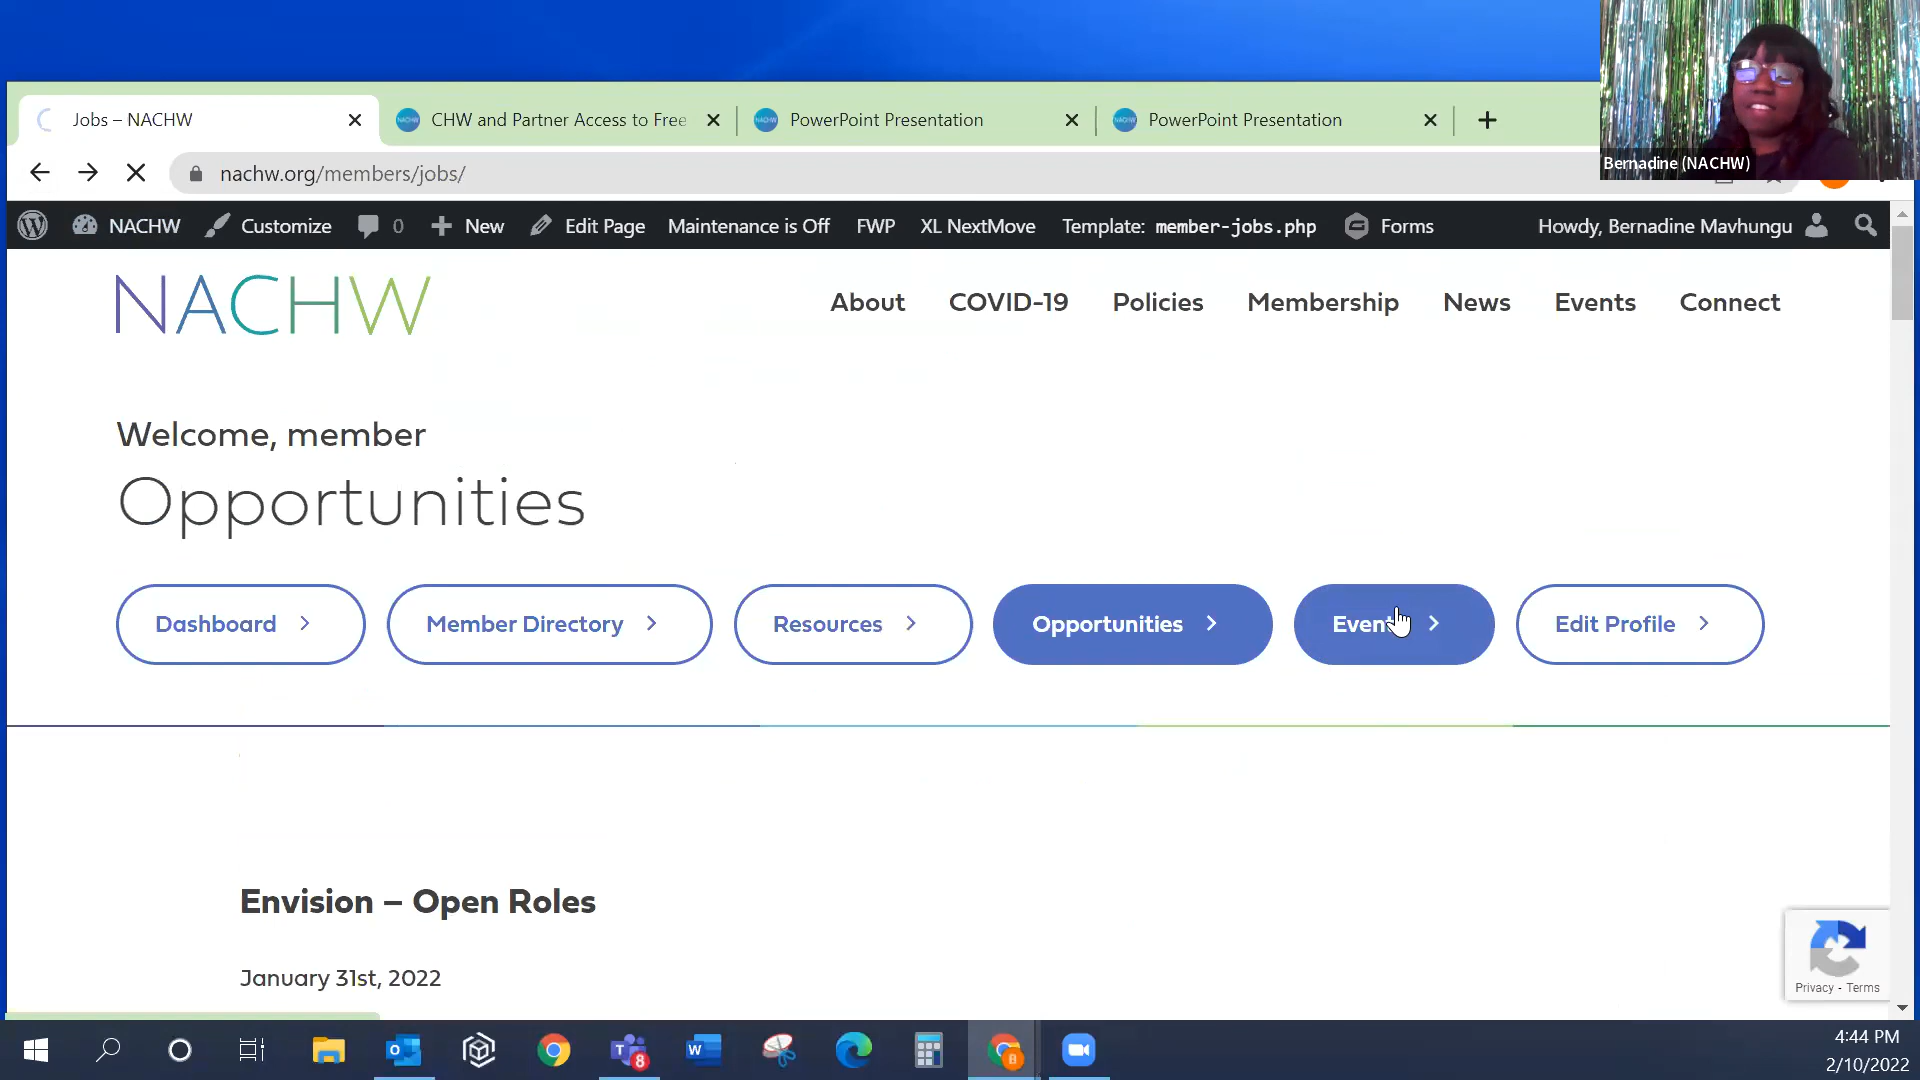 Jobs – NACHW
CHW and Partner Access to Free
PowerPoint Presentation
PowerPoint Presentation
Bernadine (NACHW)
nachw.org/members/jobs/
NACHW
Customize
0
New
Edit Page
Maintenance is Off
FWP
XL NextMove
Template: member-jobs.php
Forms
Howdy, Bernadine Mavhungu
NACHW
About
COVID-19
Policies
Membership
News
Events
Connect
Welcome, member
Opportunities
Dashboard
Member Directory
Resources
Opportunities
Event
Edit Profile
Envision – Open Roles
January 31st, 2022
Privacy - Terms
8
B
4:44 PM
2/10/2022